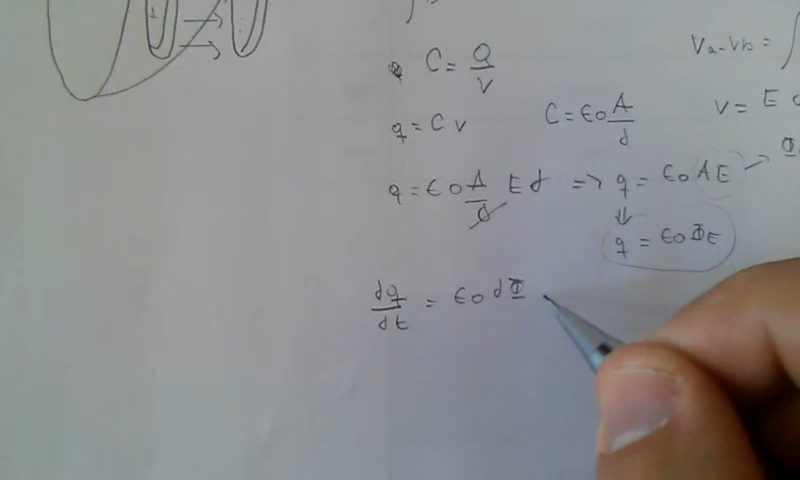 C = Q/V
Va-Vb = ∫
q = C V
C = ϵ0 A/d
V = E d
q = ϵ0 A/d E d => q = ϵ0 A E → Φ
⇓
q = ϵ0 ΦE
dq/dt = ϵ0 dΦ